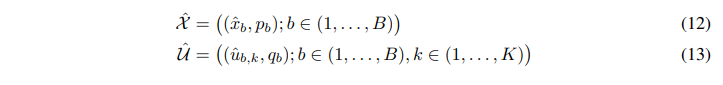 𝒳̂ = ((x̂_b, p_b); b ∈ (1, . . . , B)) (12)
𝒰̂ = ((û_{b,k}, q_b); b ∈ (1, . . . , B), k ∈ (1, . . . , K)) (13)